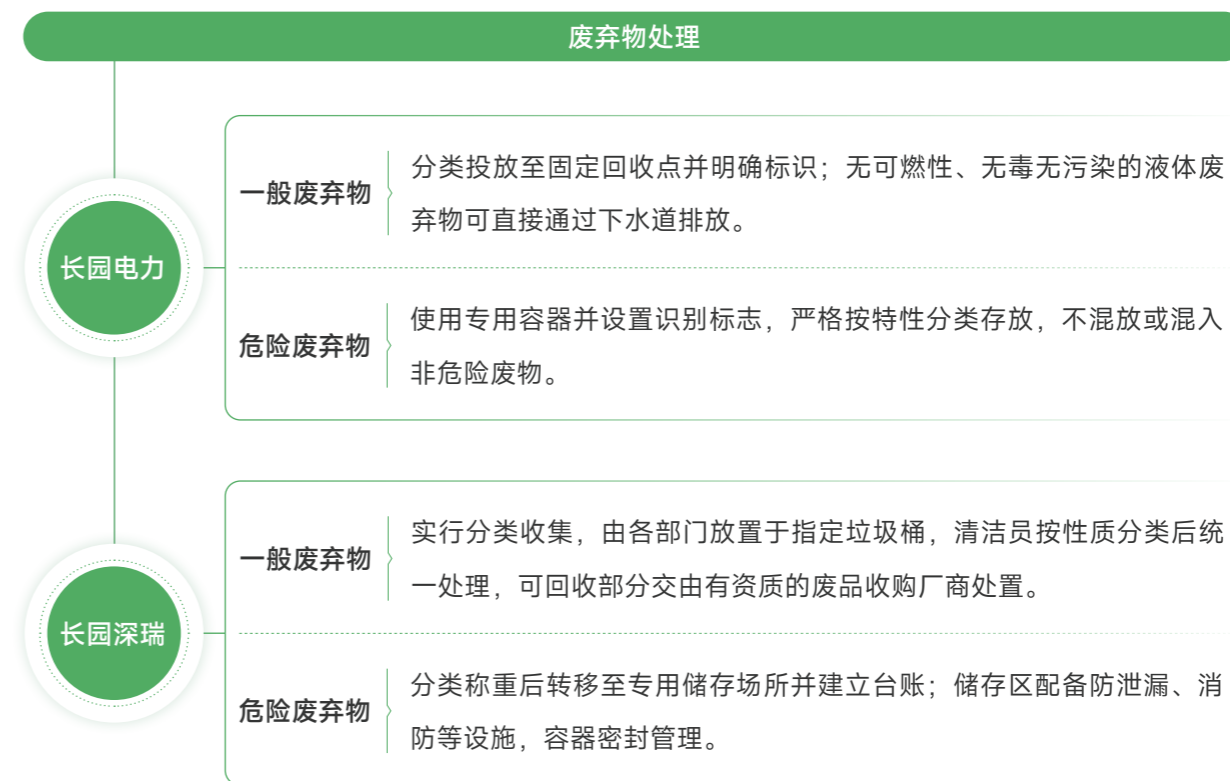 废弃物处理
长园电力
一般废弃物
分类投放至固定回收点并明确标识；无可燃性、无毒无污染的液体废
弃物可直接通过下水道排放。
危险废弃物
使用专用容器并设置识别标志，严格按特性分类存放，不混放或混入
非危险废物。
长园深瑞
一般废弃物
实行分类收集，由各部门放置于指定垃圾桶，清洁员按性质分类后统
一处理，可回收部分交由有资质的废品收购厂商处置。
危险废弃物
分类称重后转移至专用储存场所并建立台账；储存区配备防泄漏、消
防等设施，容器密封管理。